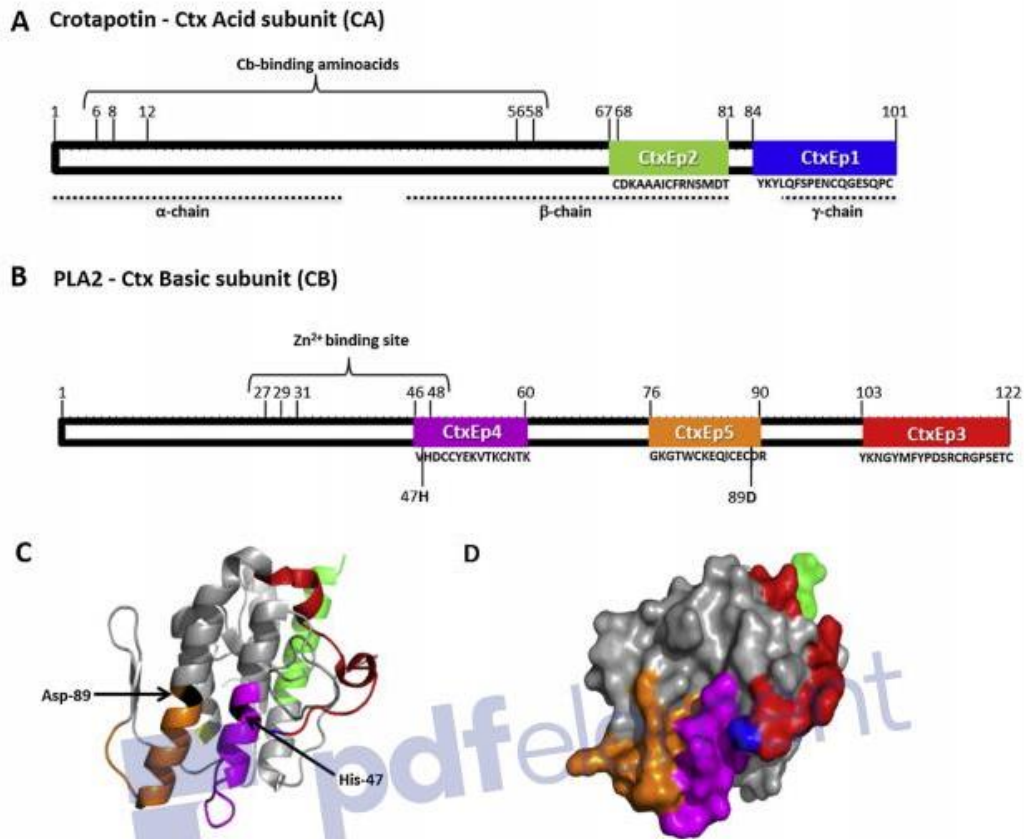 A Crotapotin - Ctx Acid subunit (CA)
Cb-binding aminoacids
1 6 8 12 56 58 67 68 81 84 101
CtxEp2 CtxEp1
CDKAAAICFRNSMDT YKYLQFSPENCQGESQPC
α-chain β-chain γ-chain
B PLA2 - Ctx Basic subunit (CB)
Zn²⁺ binding site
1 27 29 31 46 48 60 76 90 103 122
CtxEp4 CtxEp5 CtxEp3
VHDCCYEKVTKCNTK GKGTWCKEQICECDR YKNGYMFYPDSRCRGPSETC
47H 89D
C D
Asp-89
His-47
pdfelement